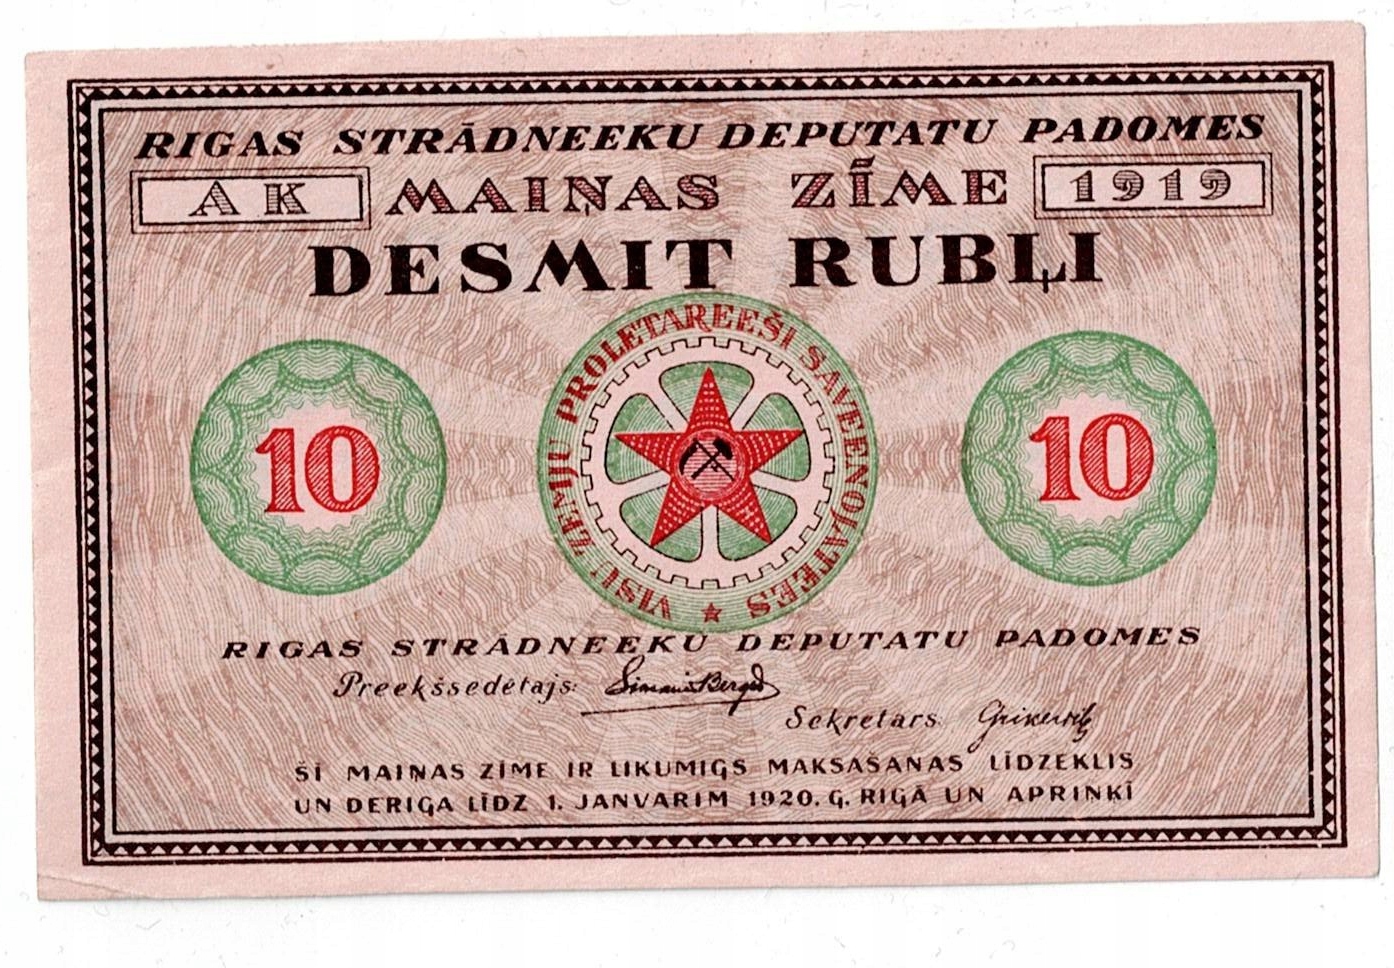 RIGAS STRĀDNEEKU DEPUTATU PADOMES
AK MAIŅAS ZĪME 1919
DESMIT RUBĻI
VISU ZEMJU PROLETAREEŠI SAVEENOJATEES
10 10
RIGAS STRĀDNEEKU DEPUTATU PADOMES
Preekšsedetajs:
Sekretars
ŠI MAIŅAS ZIME IR LIKUMIGS MAKSAŠANAS LĪDZEKLIS
UN DERIGA LĪDZ 1. JANVARIM 1920. G. RIGĀ UN APRINKĪ